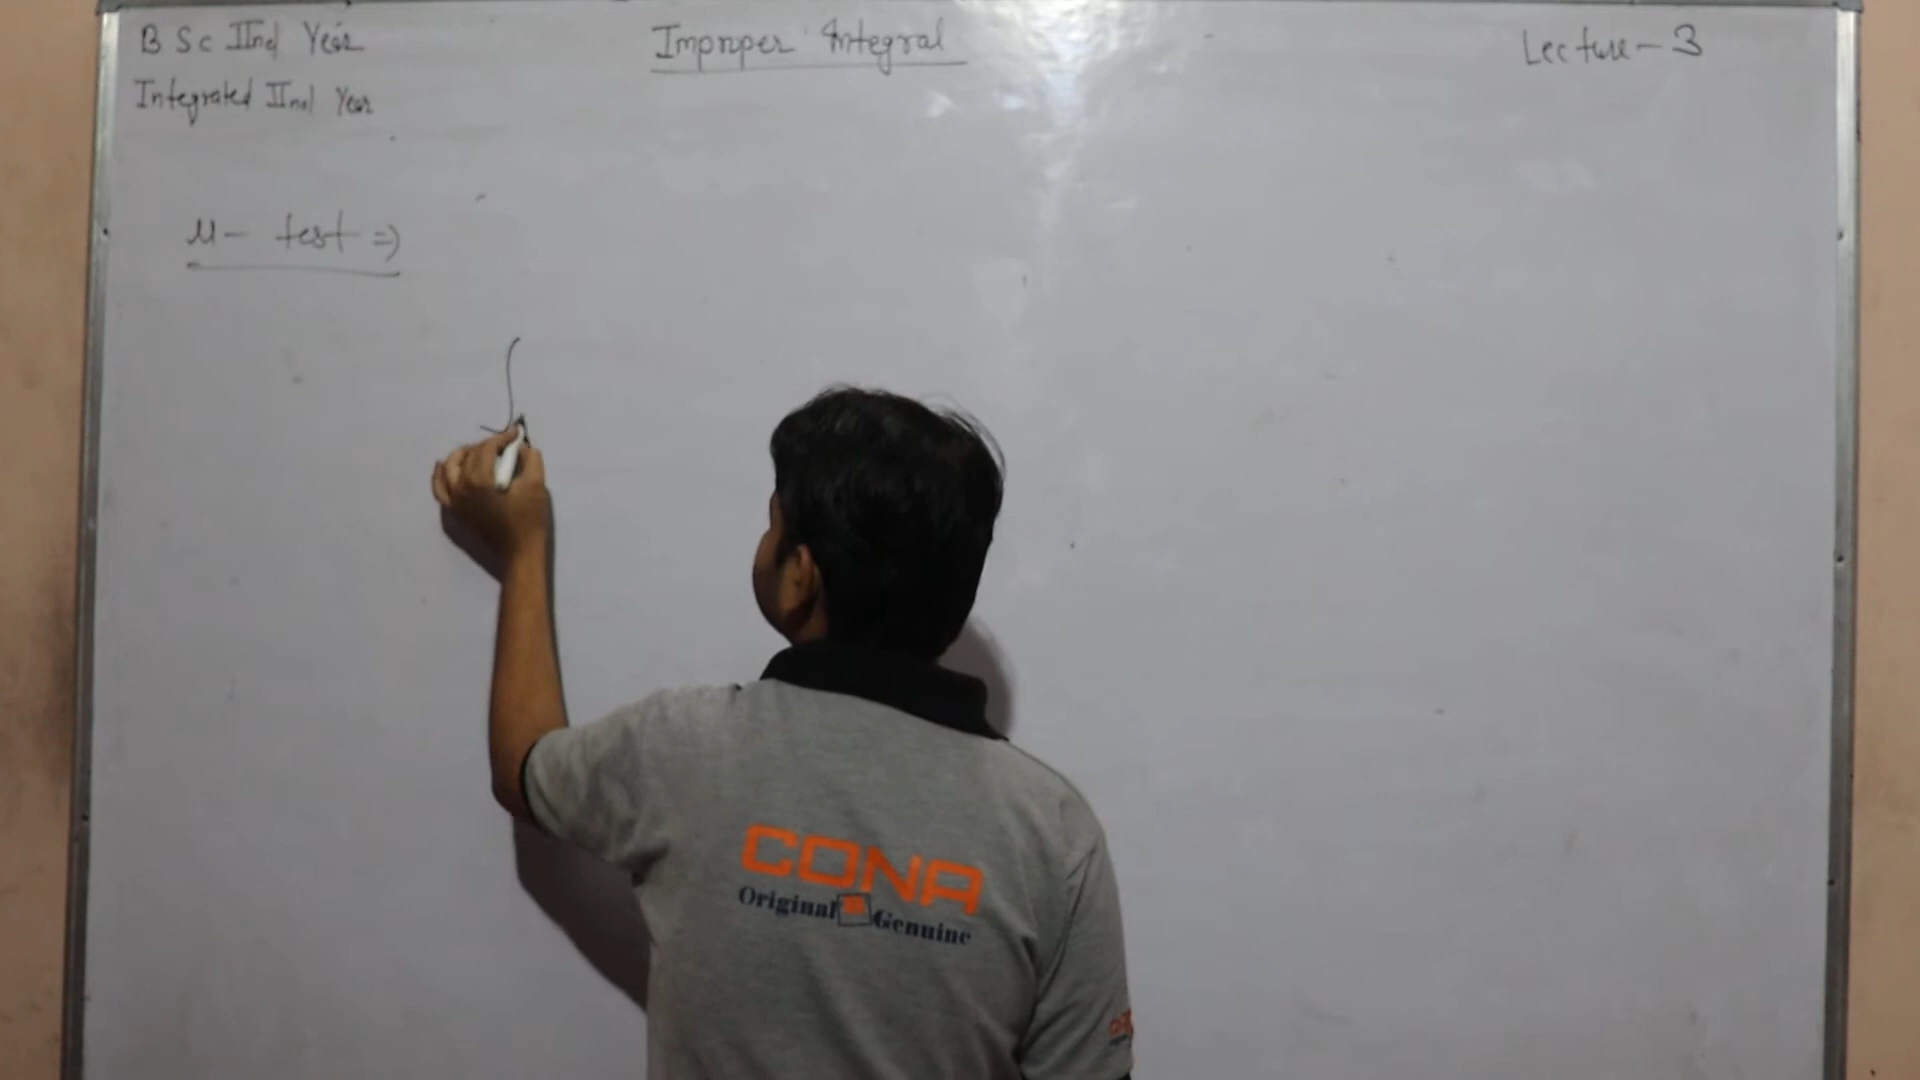 B Sc IInd Year
Improper Integral
Lecture - 3
Integrated IInd Year
μ - test ⇒
∫
CONA
Original Genuine